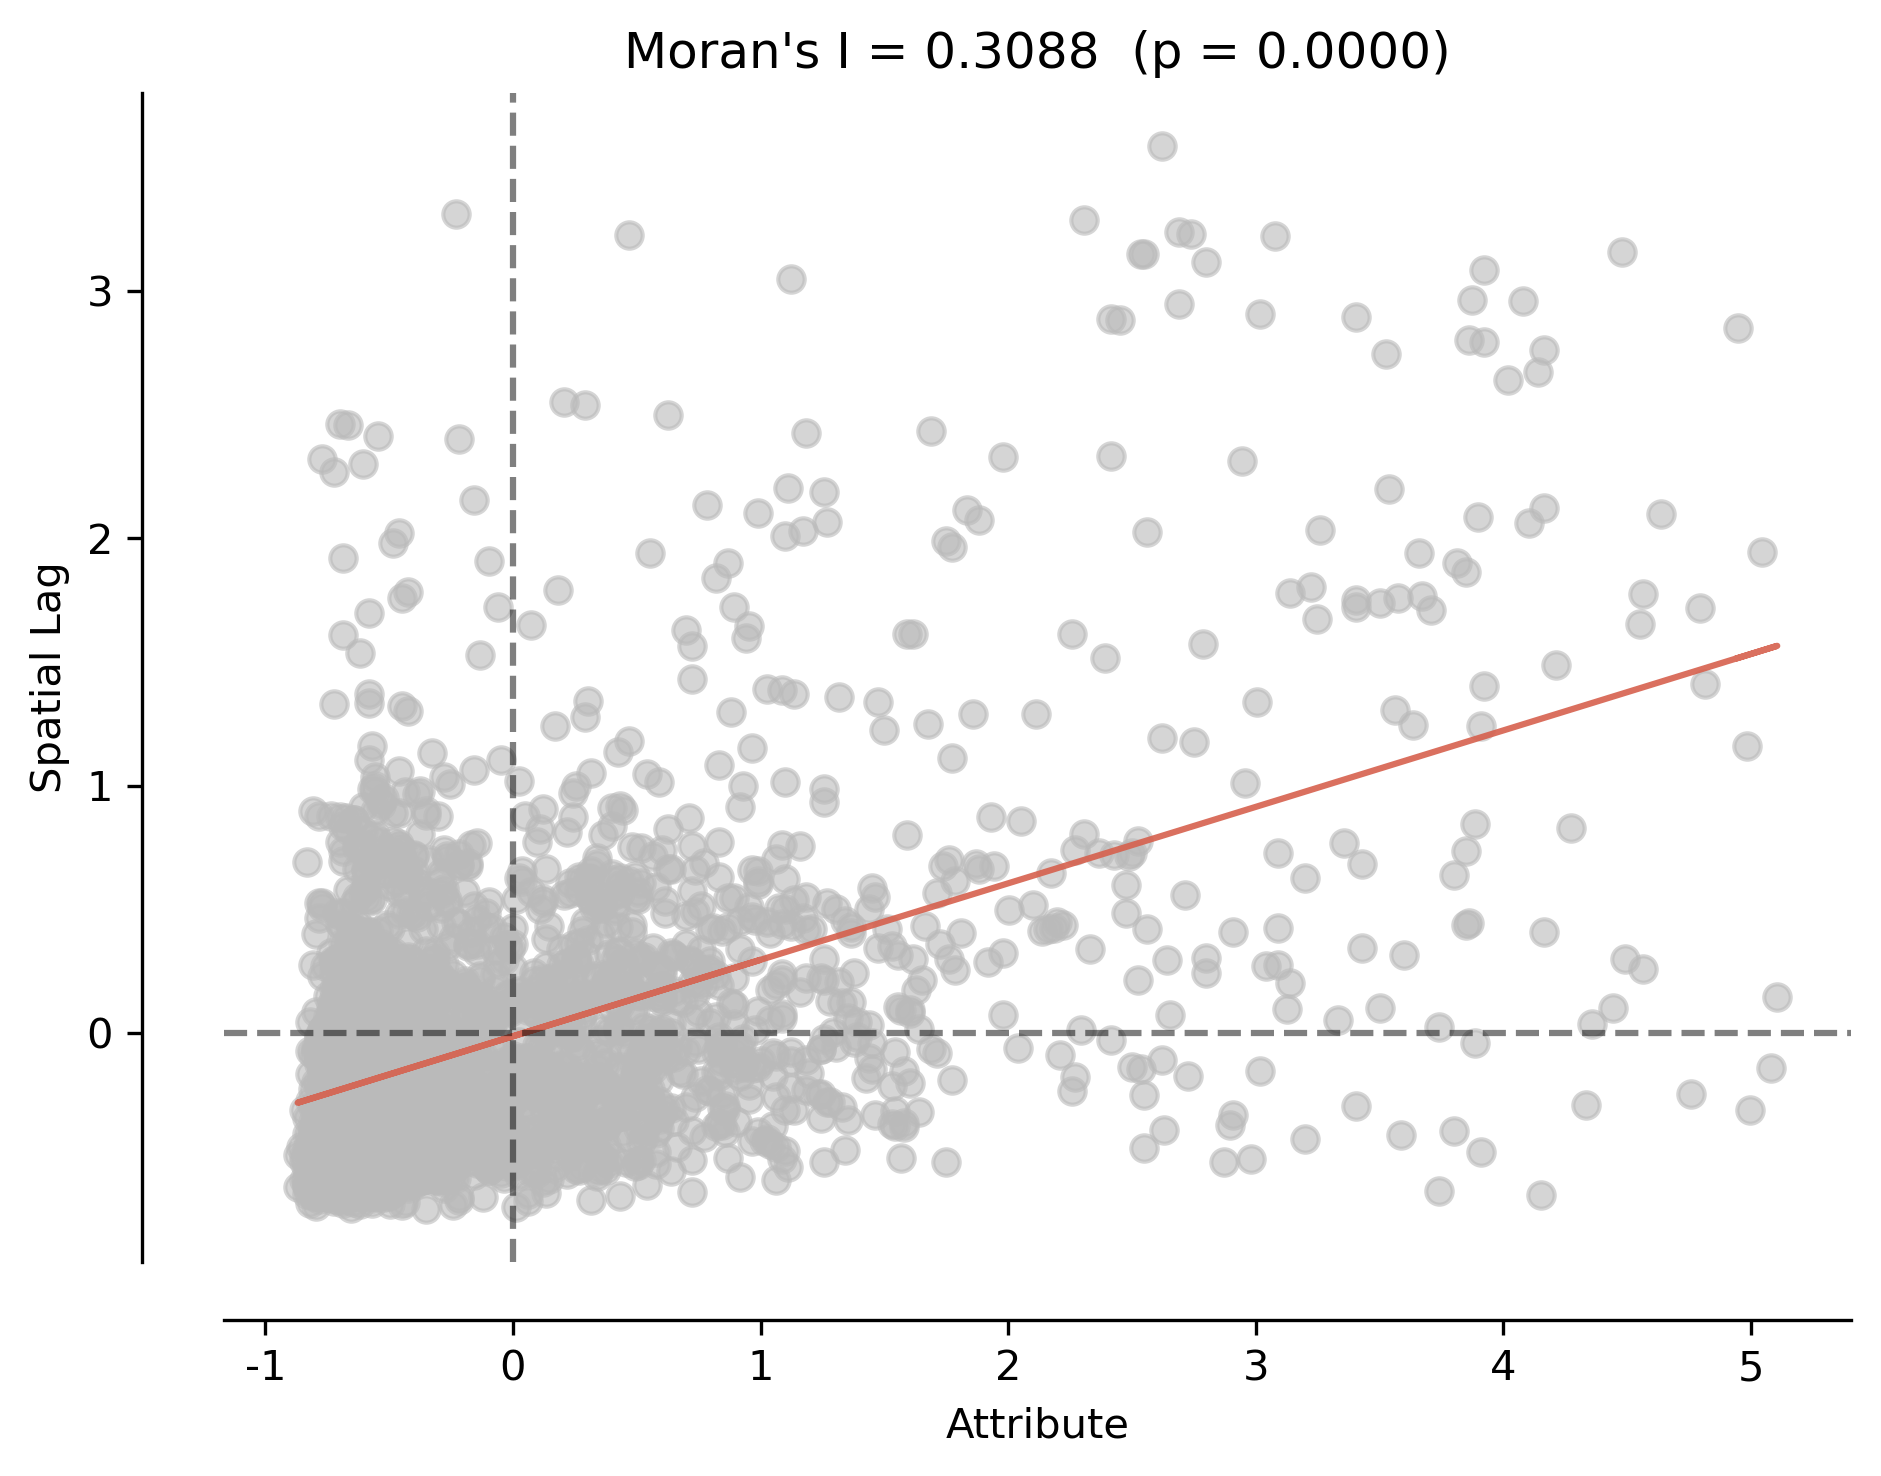 Moran's I = 0.3088  (p = 0.0000)
3
2
1
0
Spatial Lag
-1 0 1 2 3 4 5
Attribute